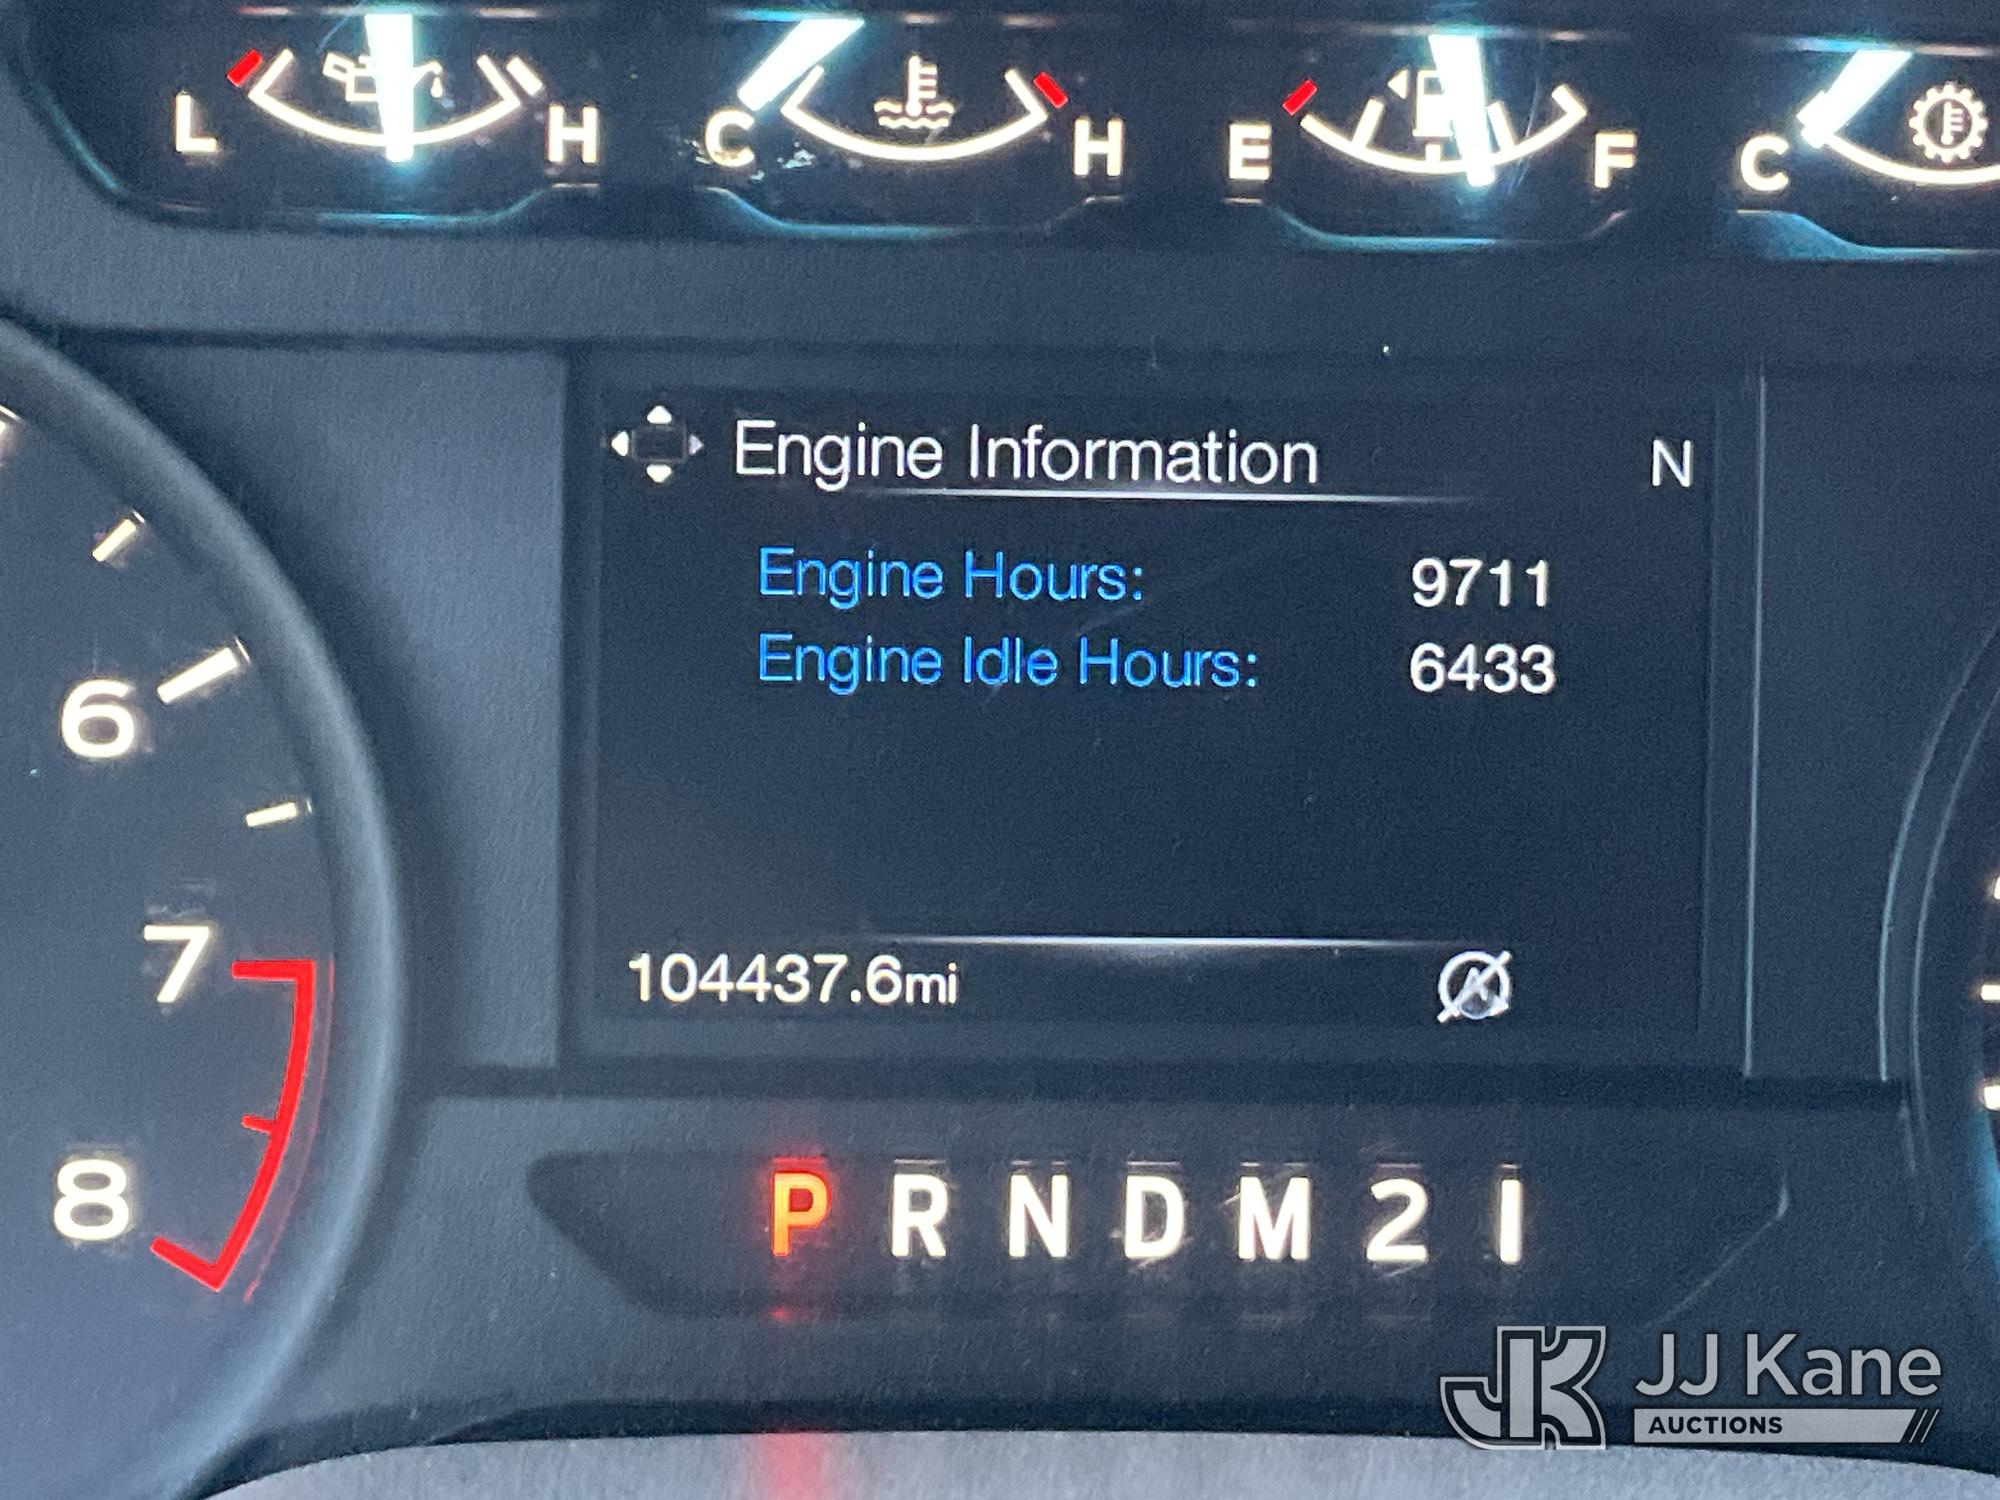 L H C H E F C
Engine Information N
Engine Hours: 9711
Engine Idle Hours: 6433
6
7
8
104437.6mi
P R N D M 2 1
JK JJ Kane
AUCTIONS